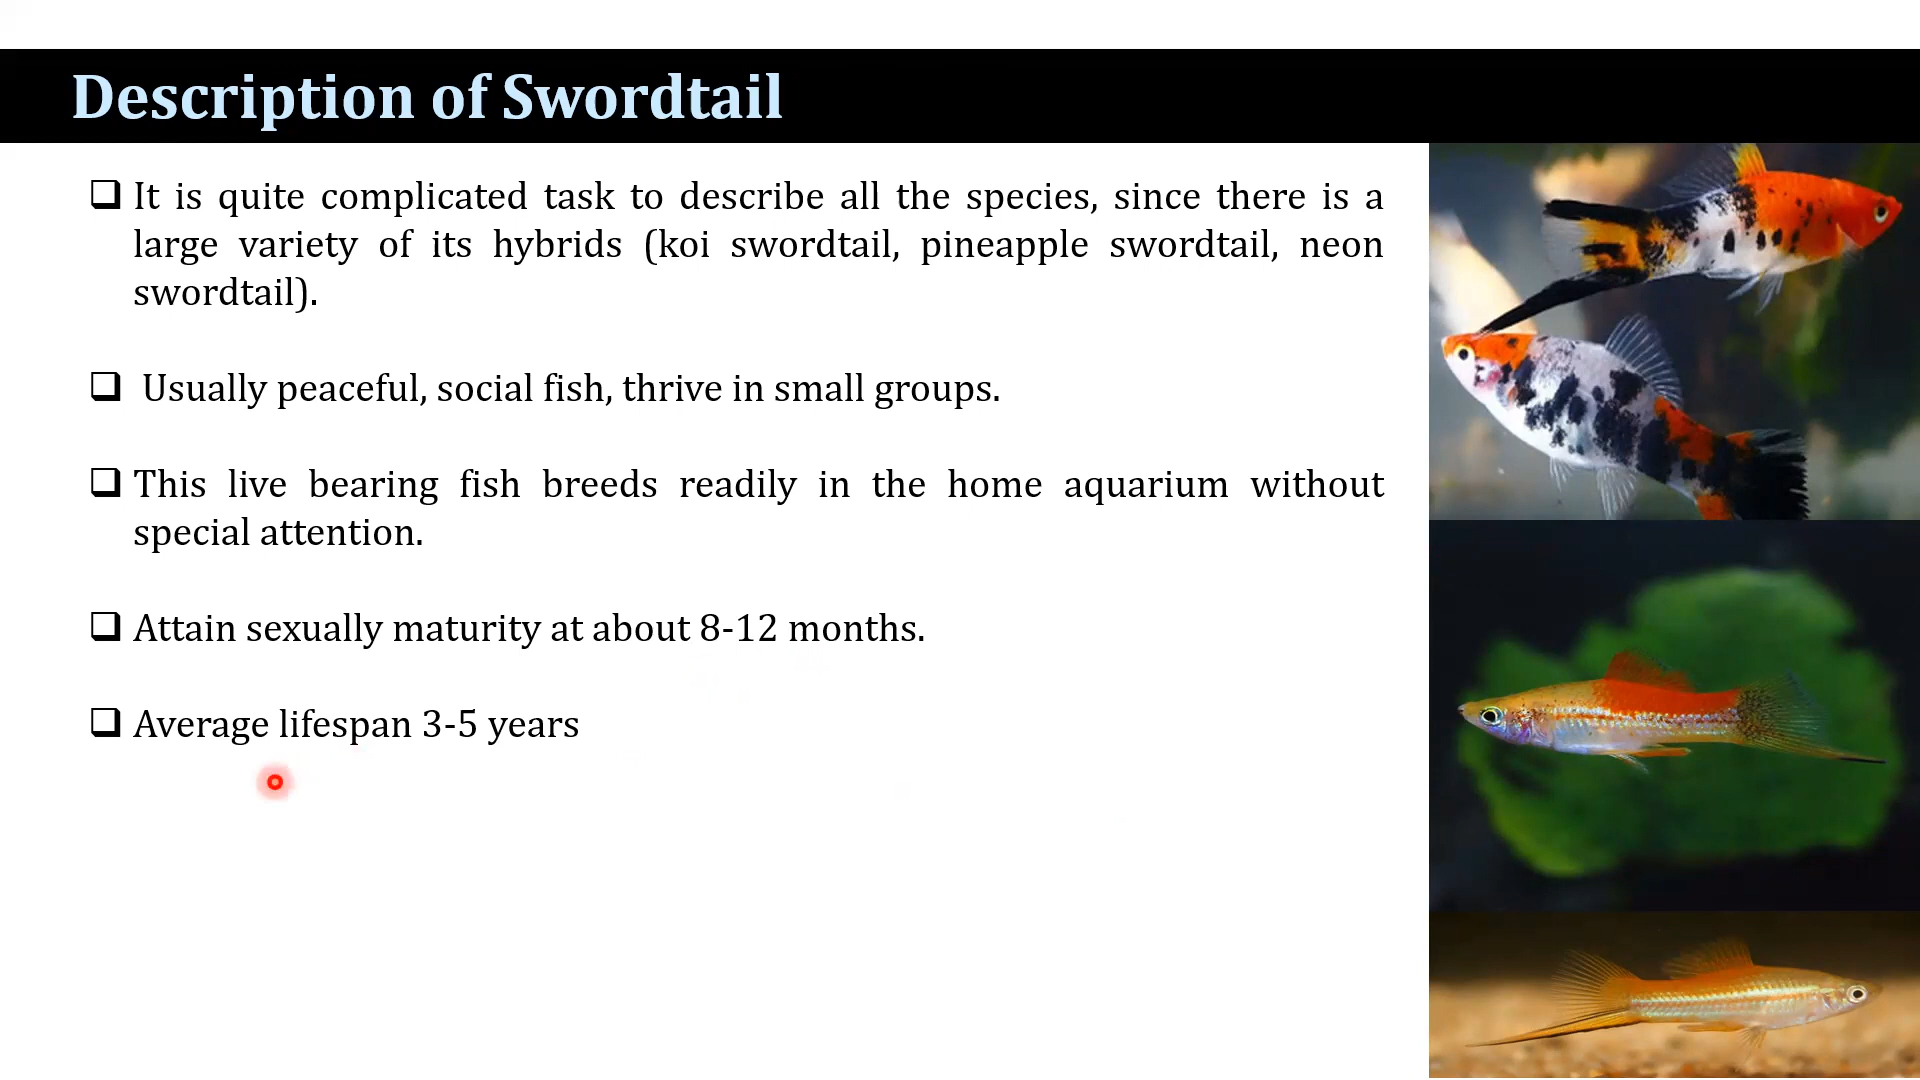 Description of Swordtail
It is quite complicated task to describe all the species, since there is a
large variety of its hybrids (koi swordtail, pineapple swordtail, neon
swordtail).
Usually peaceful, social fish, thrive in small groups.
This live bearing fish breeds readily in the home aquarium without
special attention.
Attain sexually maturity at about 8-12 months.
Average lifespan 3-5 years